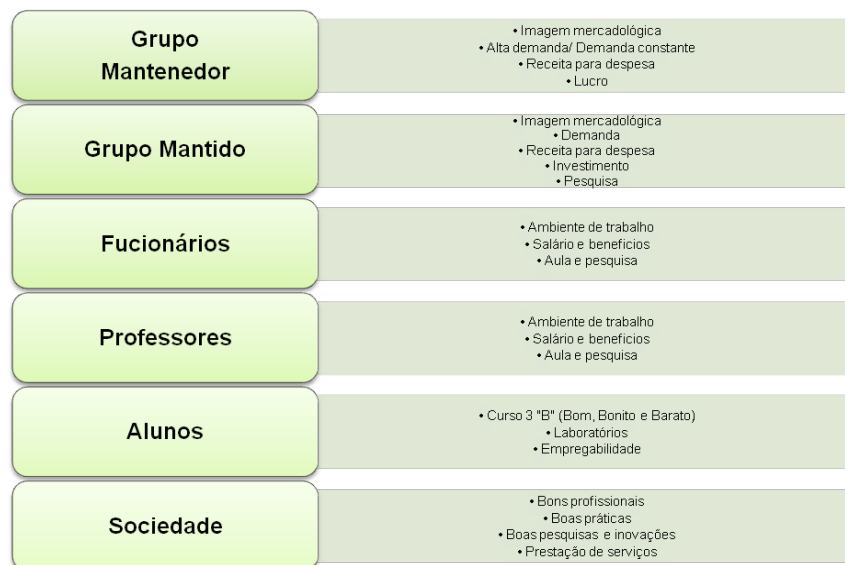 Grupo
Mantenedor
• Imagem mercadológica
• Alta demanda/ Demanda constante
• Receita para despesa
• Lucro
Grupo Mantido
• Imagem mercadológica
• Demanda
• Receita para despesa
• Investimento
• Pesquisa
Fucionários
• Ambiente de trabalho
• Salário e beneficios
• Aula e pesquisa
Professores
• Ambiente de trabalho
• Salário e beneficios
• Aula e pesquisa
Alunos
• Curso 3 "B" (Bom, Bonito e Barato)
• Laboratórios
• Empregabilidade
Sociedade
• Bons profissionais
• Boas práticas
• Boas pesquisas e inovações
• Prestação de serviços